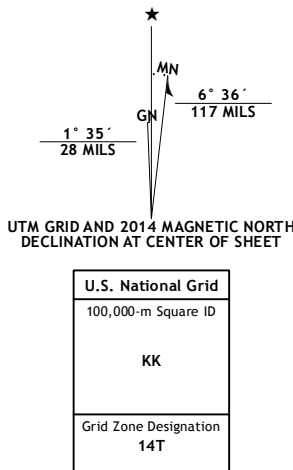 MN
GN
6° 36´
117 MILS
1° 35´
28 MILS
UTM GRID AND 2014 MAGNETIC NORTH
DECLINATION AT CENTER OF SHEET
U.S. National Grid
100,000-m Square ID
KK
Grid Zone Designation
14T